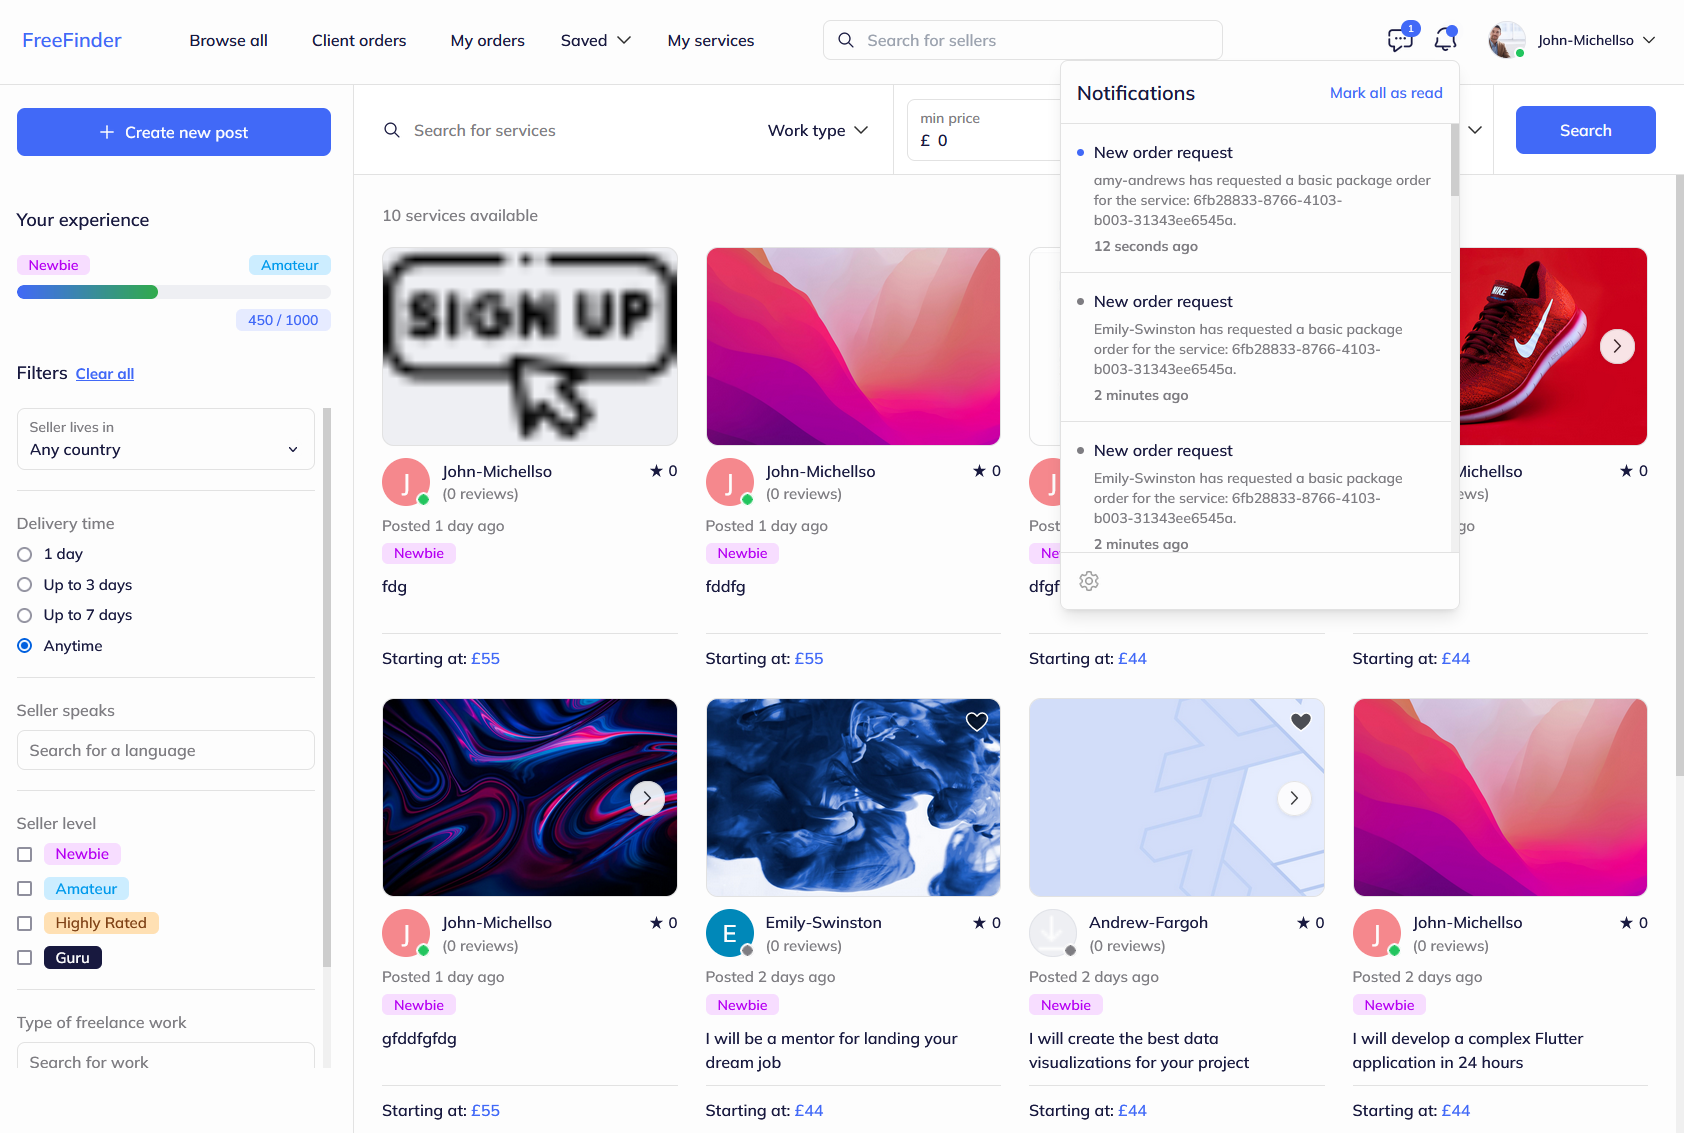 FreeFinder
Browse all
Client orders
My orders
Saved
My services
Search for sellers
1
John-Michellso
Create new post
Search for services
Work type
min price
£ 0
Search
Notifications
Mark all as read
New order request
amy-andrews has requested a basic package order
for the service: 6fb28833-8766-4103-
b003-31343ee6545a.
12 seconds ago
New order request
Emily-Swinston has requested a basic package
order for the service: 6fb28833-8766-4103-
b003-31343ee6545a.
2 minutes ago
New order request
Emily-Swinston has requested a basic package
order for the service: 6fb28833-8766-4103-
b003-31343ee6545a.
2 minutes ago
Your experience
Newbie
Amateur
450 / 1000
Filters Clear all
Seller lives in
Any country
Delivery time
1 day
Up to 3 days
Up to 7 days
Anytime
Seller speaks
Search for a language
Seller level
Newbie
Amateur
Highly Rated
Guru
Type of freelance work
Search for work
10 services available
SIGN UP
J
John-Michellso
★ 0
(0 reviews)
Posted 1 day ago
Newbie
fdg
Starting at: £55
J
John-Michellso
★ 0
(0 reviews)
Posted 1 day ago
Newbie
fddfg
Starting at: £55
J
Post
Ne
dfgf
Starting at: £44
NIKE
Michellso
★ 0
ews)
go
Starting at: £44
J
John-Michellso
★ 0
(0 reviews)
Posted 1 day ago
Newbie
gfddfgfdg
Starting at: £55
E
Emily-Swinston
★ 0
(0 reviews)
Posted 2 days ago
Newbie
I will be a mentor for landing your
dream job
Starting at: £44
Andrew-Fargoh
★ 0
(0 reviews)
Posted 2 days ago
Newbie
I will create the best data
visualizations for your project
Starting at: £44
J
John-Michellso
★ 0
(0 reviews)
Posted 2 days ago
Newbie
I will develop a complex Flutter
application in 24 hours
Starting at: £44